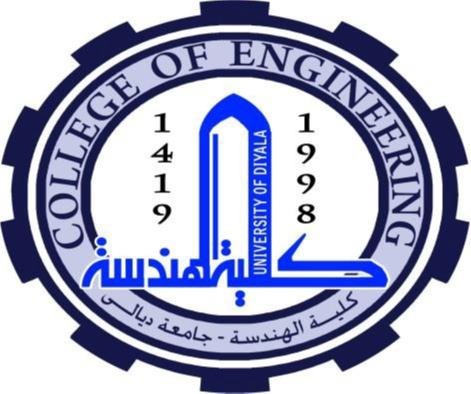 COLLEGE OF ENGINEERING
1419
1998
UNIVERSITY OF DIYALA
كلية الهندسة
كلية الهندسة - جامعة ديالى